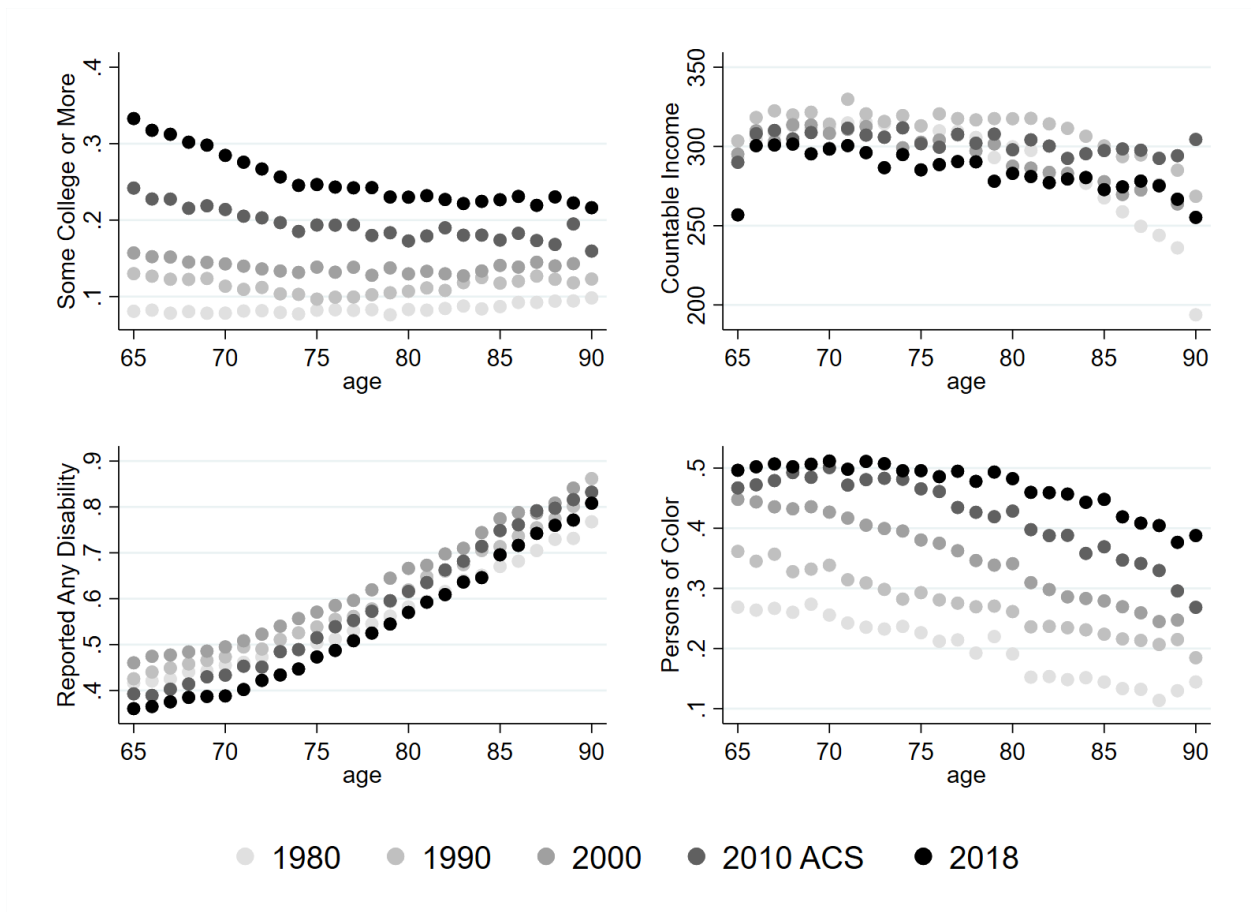 Some College or More
.4
.3
.2
.1
65 70 75 80 85 90
age
Countable Income
350
300
250
200
65 70 75 80 85 90
age
Reported Any Disability
.9
.8
.7
.6
.5
.4
65 70 75 80 85 90
age
Persons of Color
.5
.4
.3
.2
.1
65 70 75 80 85 90
age
1980 1990 2000 2010 ACS 2018